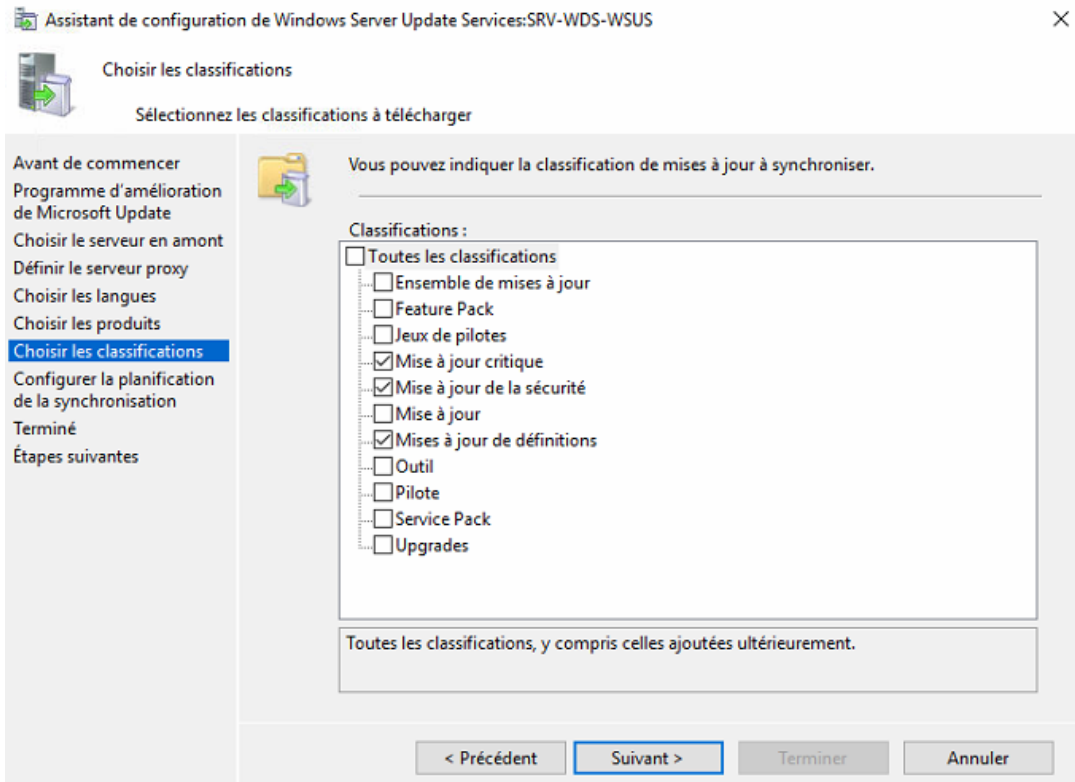 Assistant de configuration de Windows Server Update Services:SRV-WDS-WSUS
Choisir les classifications
Sélectionnez les classifications à télécharger
Avant de commencer
Programme d'amélioration
de Microsoft Update
Choisir le serveur en amont
Définir le serveur proxy
Choisir les langues
Choisir les produits
Choisir les classifications
Configurer la planification
de la synchronisation
Terminé
Étapes suivantes
Vous pouvez indiquer la classification de mises à jour à synchroniser.
Classifications :
Toutes les classifications
Ensemble de mises à jour
Feature Pack
Jeux de pilotes
Mise à jour critique
Mise à jour de la sécurité
Mise à jour
Mises à jour de définitions
Outil
Pilote
Service Pack
Upgrades
Toutes les classifications, y compris celles ajoutées ultérieurement.
< Précédent
Suivant >
Terminer
Annuler